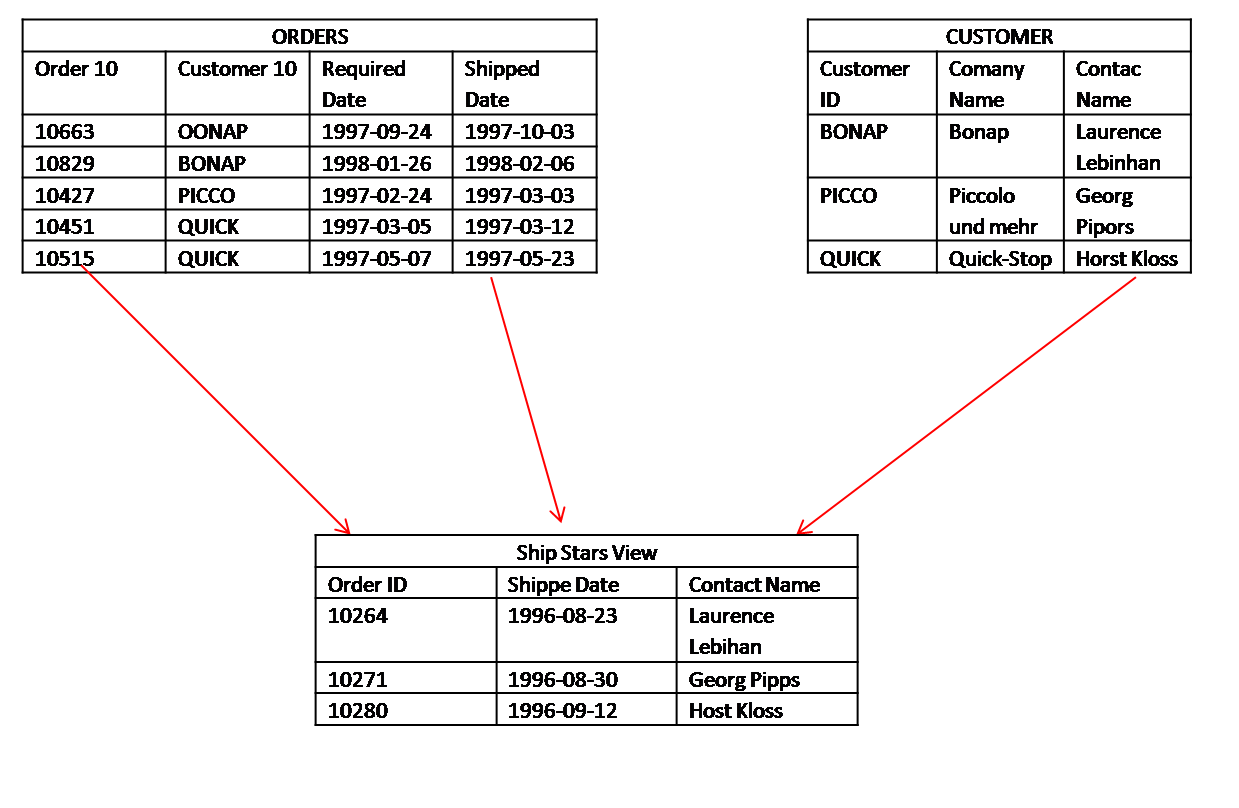 ORDERS
Order 10 Customer 10 Required Shipped
Date Date
10663 OONAP 1997-09-24 1997-10-03
10829 BONAP 1998-01-26 1998-02-06
10427 PICCO 1997-02-24 1997-03-03
10451 QUICK 1997-03-05 1997-03-12
10515 QUICK 1997-05-07 1997-05-23
CUSTOMER
Customer Comany Contac
ID Name Name
BONAP Bonap Laurence
Lebinhan
PICCO Piccolo Georg
und mehr Pipors
QUICK Quick-Stop Horst Kloss
Ship Stars View
Order ID Shippe Date Contact Name
10264 1996-08-23 Laurence
Lebihan
10271 1996-08-30 Georg Pipps
10280 1996-09-12 Host Kloss